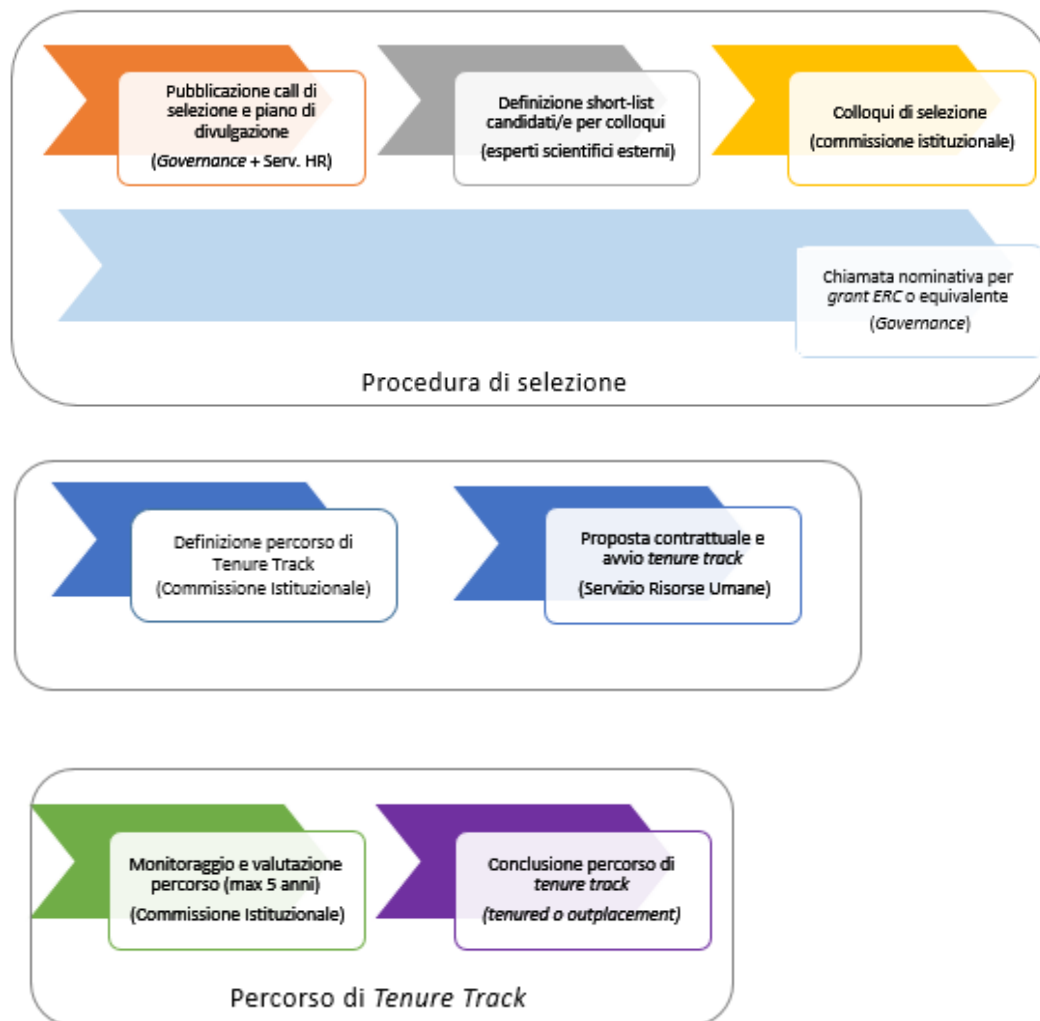 Pubblicazione call di
selezione e piano di
divulgazione
(Governance + Serv. HR)
Definizione short-list
candidati/e per colloqui
(esperti scientifici esterni)
Colloqui di selezione
(commissione istituzionale)
Chiamata nominativa per
grant ERC o equivalente
(Governance)
Procedura di selezione
Definizione percorso di
Tenure Track
(Commissione Istituzionale)
Proposta contrattuale e
avvio tenure track
(Servizio Risorse Umane)
Monitoraggio e valutazione
percorso (max 5 anni)
(Commissione Istituzionale)
Conclusione percorso di
tenure track
(tenured o outplacement)
Percorso di Tenure Track